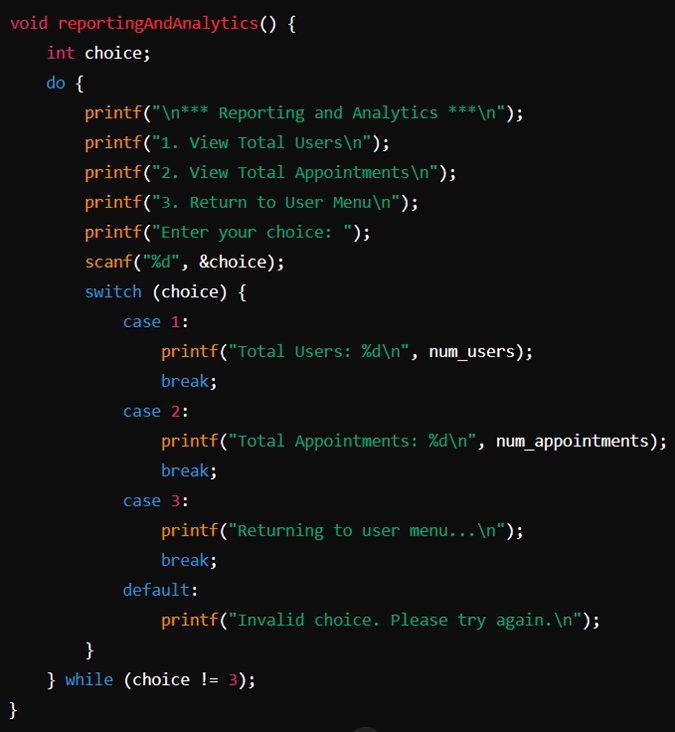 void reportingAndAnalytics() {
    int choice;
    do {
        printf("\n*** Reporting and Analytics ***\n");
        printf("1. View Total Users\n");
        printf("2. View Total Appointments\n");
        printf("3. Return to User Menu\n");
        printf("Enter your choice: ");
        scanf("%d", &choice);
        switch (choice) {
            case 1:
                printf("Total Users: %d\n", num_users);
                break;
            case 2:
                printf("Total Appointments: %d\n", num_appointments);
                break;
            case 3:
                printf("Returning to user menu...\n");
                break;
            default:
                printf("Invalid choice. Please try again.\n");
        }
    } while (choice != 3);
}